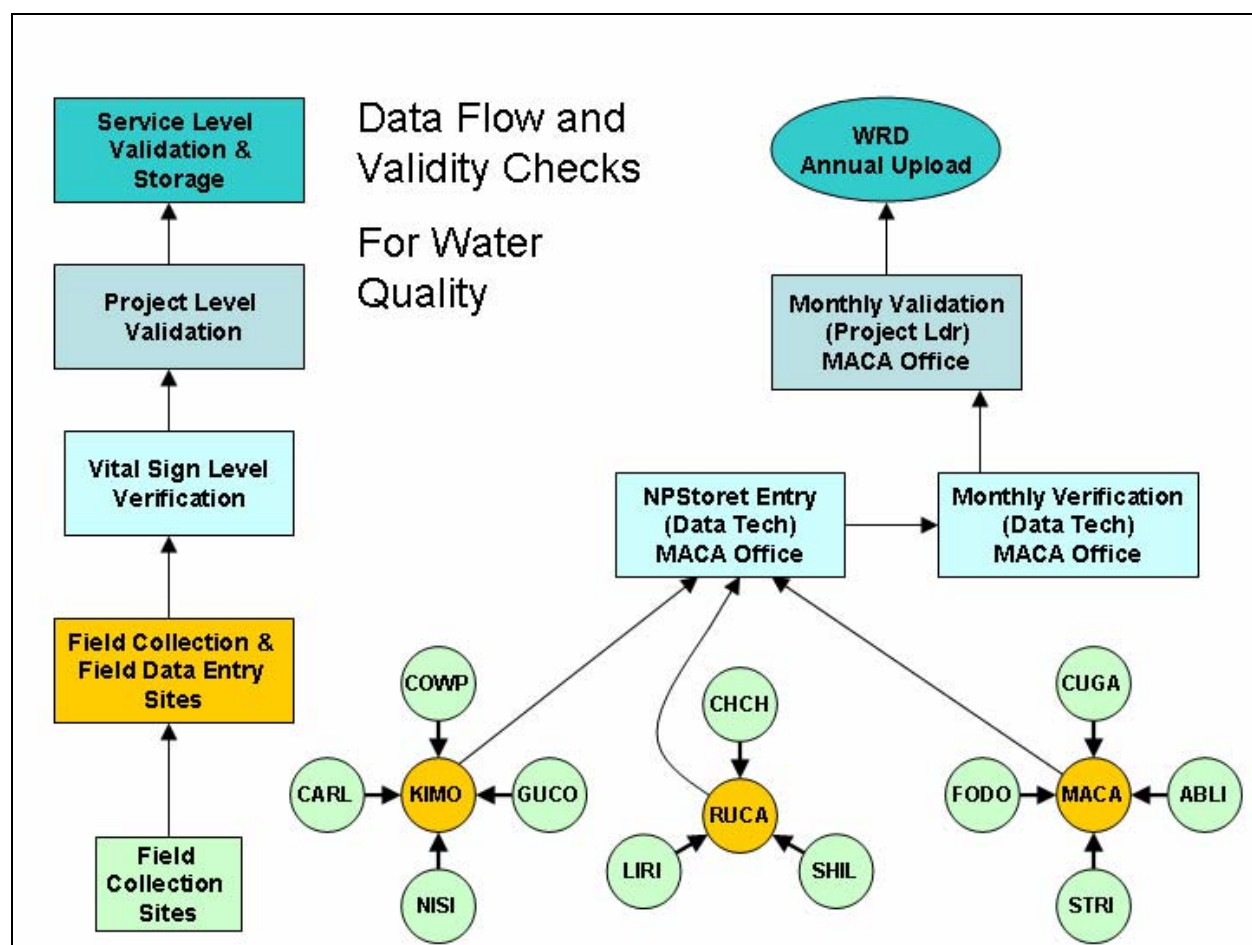 Data Flow and
Validity Checks
For Water
Quality
Service Level
Validation &
Storage
Project Level
Validation
Vital Sign Level
Verification
Field Collection &
Field Data Entry
Sites
Field
Collection
Sites
WRD
Annual Upload
Monthly Validation
(Project Ldr)
MACA Office
NPStoret Entry
(Data Tech)
MACA Office
Monthly Verification
(Data Tech)
MACA Office
COWP
CARL
KIMO
GUCO
NISI
CHCH
RUCA
LIRI
SHIL
CUGA
FODO
MACA
ABLI
STRI